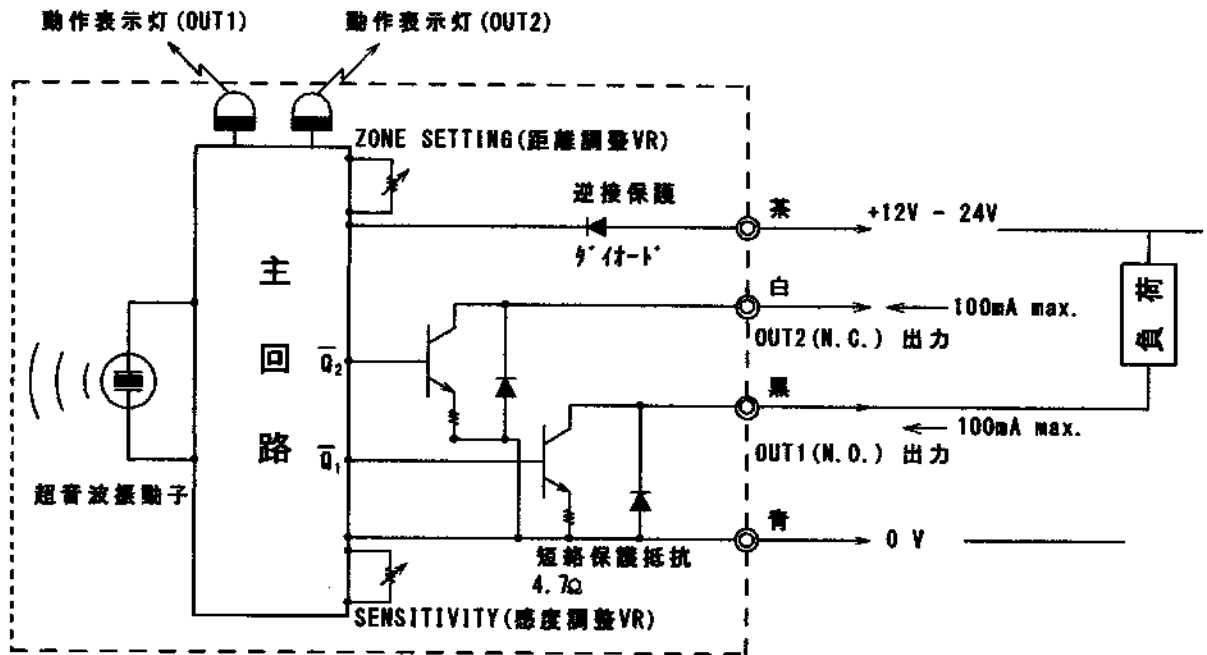 動作表示灯(OUT1)
動作表示灯(OUT2)
ZONE SETTING(距離調整VR)
逆接保護
ﾀﾞｲｵｰﾄﾞ
茶
+12V - 24V
主回路
白
100mA max.
OUT2(N.C.) 出力
負荷
Q̅₂
黒
100mA max.
OUT1(N.O.) 出力
Q̅₁
超音波振動子
青
0 V
短絡保護抵抗
4.7Ω
SENSITIVITY(感度調整VR)